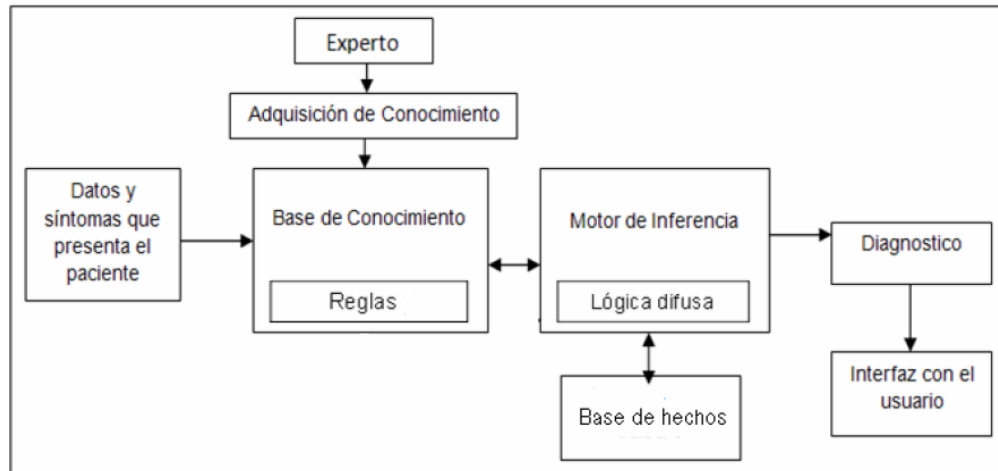 Experto
Adquisición de Conocimiento
Datos y
síntomas que
presenta el
paciente
Base de Conocimiento
Reglas
Motor de Inferencia
Lógica difusa
Diagnostico
Interfaz con el
usuario
Base de hechos